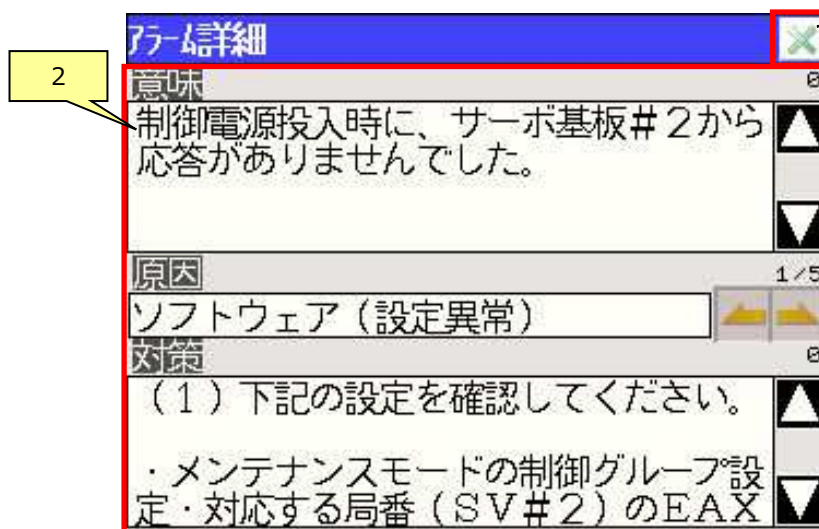 アラーム詳細
2
意味
0
制御電源投入時に、サーボ基板＃２から
応答がありませんでした。
原因
1/5
ソフトウェア（設定異常）
対策
0
（１）下記の設定を確認してください。
・メンテナンスモードの制御グループ設
定・対応する局番（ＳＶ＃２）のＥＡＸ